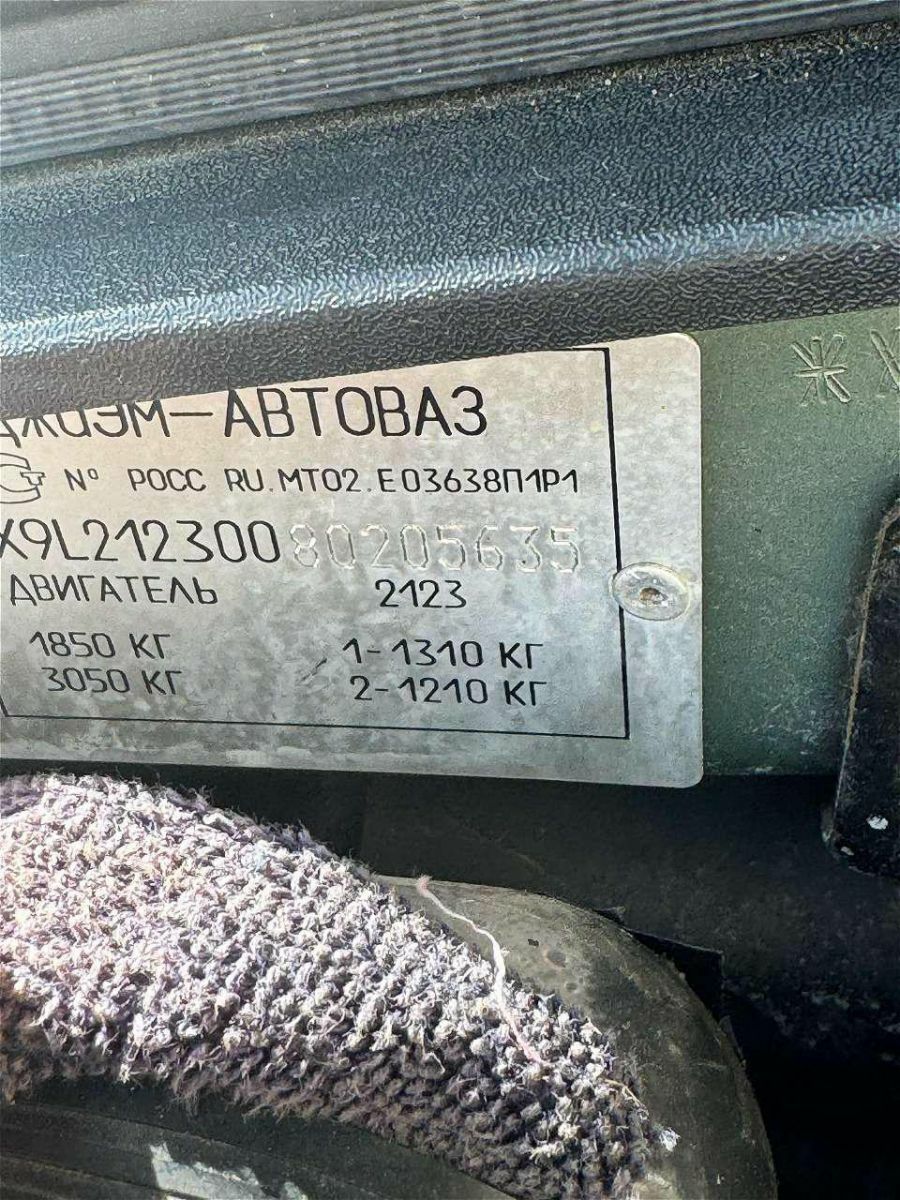 ДЖИЭМ-АВТОВАЗ
№ РОСС RU.МТ02.Е03638П1Р1
X9L21230080205635
ДВИГАТЕЛЬ 2123
1850 КГ 1-1310 КГ
3050 КГ 2-1210 КГ